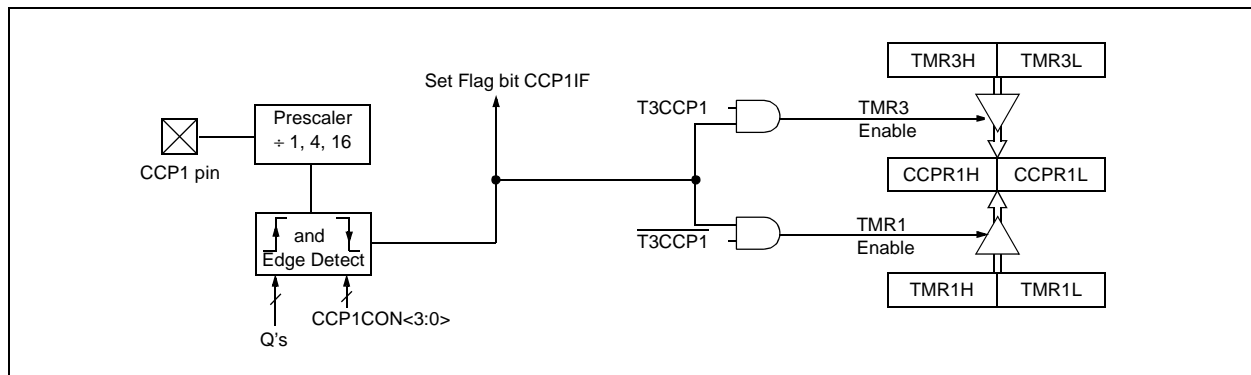 TMR3H TMR3L
Set Flag bit CCP1IF
T3CCP1
TMR3
Enable
Prescaler
÷ 1, 4, 16
CCP1 pin
CCPR1H CCPR1L
and
Edge Detect
T3CCP1
TMR1
Enable
TMR1H TMR1L
CCP1CON<3:0>
Q's